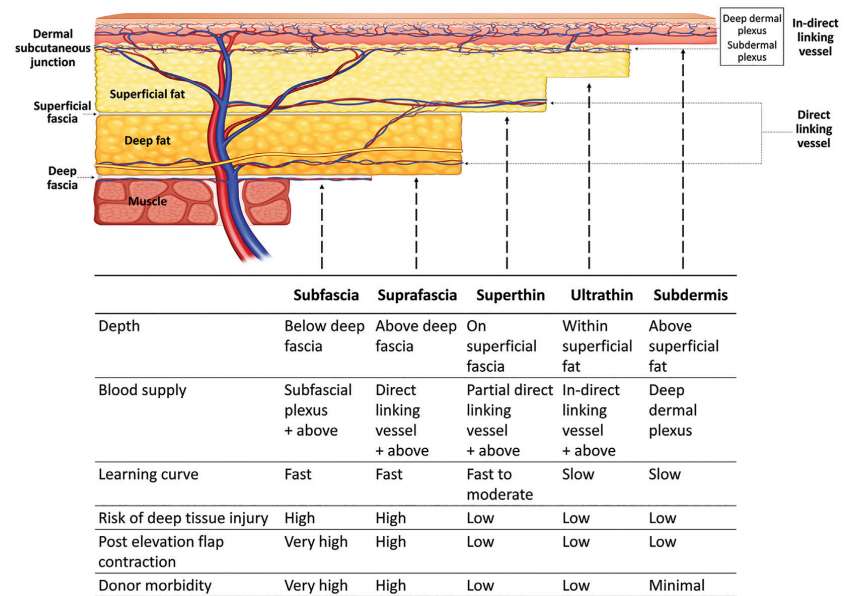 Deep dermal
plexus
Subdermal
plexus
In-direct
linking
vessel
Dermal
subcutaneous
junction
Superficial fat
Superficial
fascia
Direct
linking
vessel
Deep fat
Deep
fascia
Muscle
Subfascia Suprafascia Superthin Ultrathin Subdermis
Depth Below deep Above deep On Within Above
fascia fascia superficial superficial superficial
fascia fat fat
Blood supply Subfascial Direct Partial direct In-direct Deep
plexus linking linking linking dermal
+ above vessel vessel vessel plexus
+ above + above + above
Learning curve Fast Fast Fast to Slow Slow
moderate
Risk of deep tissue injury High High Low Low Low
Post elevation flap Very high High Low Low Low
contraction
Donor morbidity Very high High Low Low Minimal